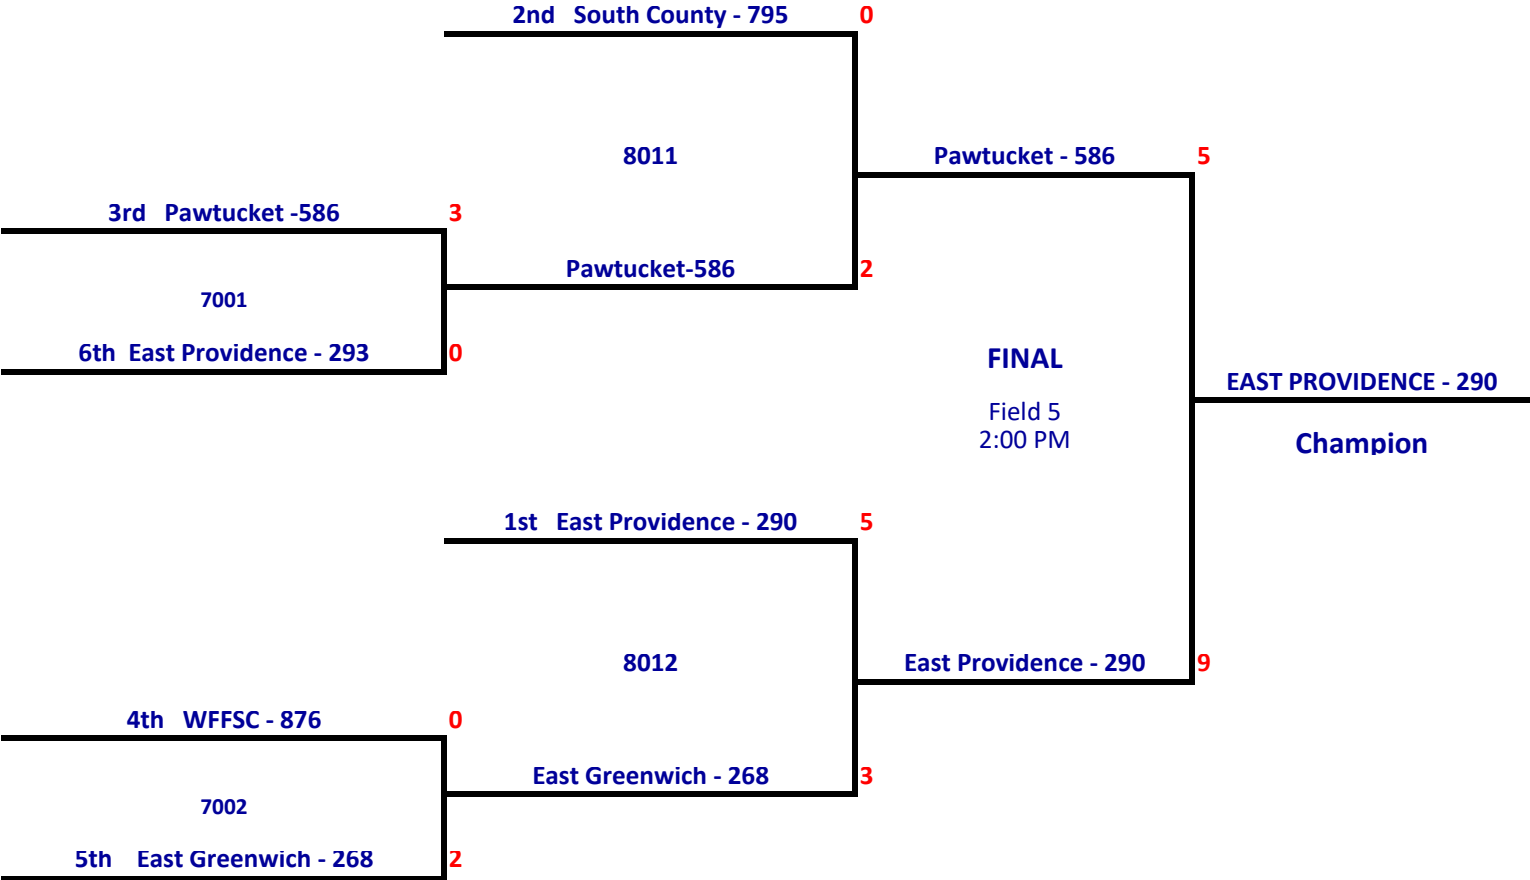 2nd   South County - 795   0
8011
Pawtucket - 586   5
3rd   Pawtucket -586   3
Pawtucket-586   2
7001
6th  East Providence - 293   0
FINAL
EAST PROVIDENCE - 290
Field 5
2:00 PM
Champion
1st   East Providence - 290   5
8012
East Providence - 290   9
4th   WFFSC - 876   0
East Greenwich - 268   3
7002
5th    East Greenwich - 268   2